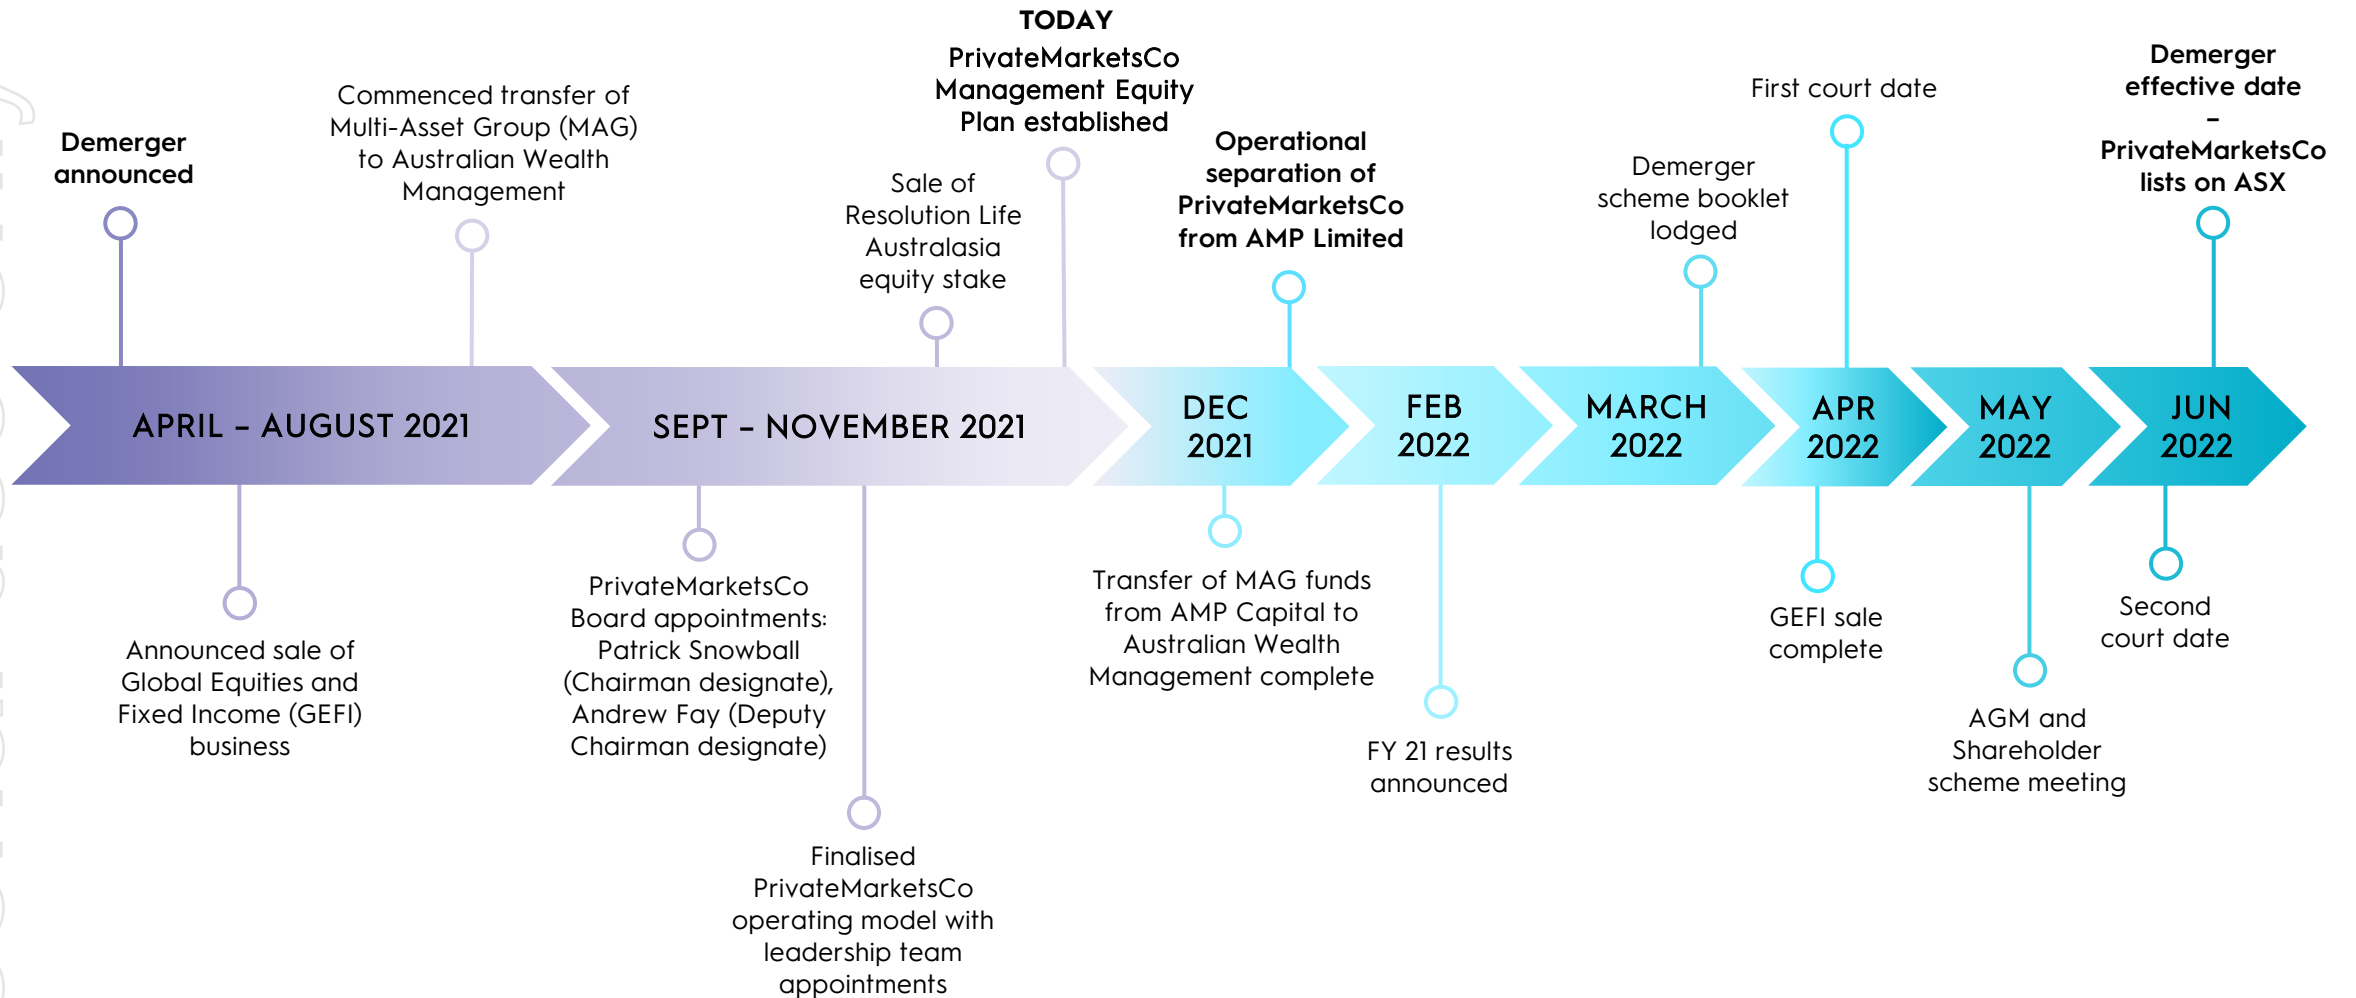 TODAY
PrivateMarketsCo
Management Equity
Plan established
Demerger
announced
Commenced transfer of
Multi-Asset Group (MAG)
to Australian Wealth
Management
Sale of
Resolution Life
Australasia
equity stake
Operational
separation of
PrivateMarketsCo
from AMP Limited
Demerger
scheme booklet
lodged
First court date
Demerger
effective date
–
PrivateMarketsCo
lists on ASX
APRIL – AUGUST 2021
SEPT – NOVEMBER 2021
DEC
2021
FEB
2022
MARCH
2022
APR
2022
MAY
2022
JUN
2022
Announced sale of
Global Equities and
Fixed Income (GEFI)
business
PrivateMarketsCo
Board appointments:
Patrick Snowball
(Chairman designate),
Andrew Fay (Deputy
Chairman designate)
Finalised
PrivateMarketsCo
operating model with
leadership team
appointments
Transfer of MAG funds
from AMP Capital to
Australian Wealth
Management complete
FY 21 results
announced
GEFI sale
complete
AGM and
Shareholder
scheme meeting
Second
court date